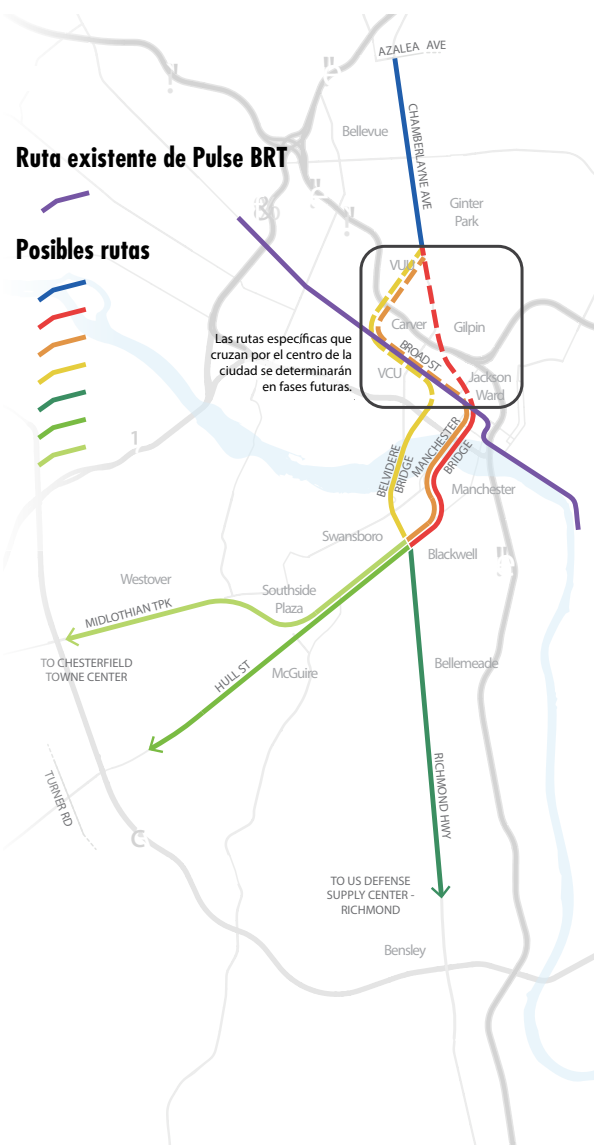 AZALEA AVE
CHAMBERLAYNE AVE
Bellevue
Ruta existente de Pulse BRT
Ginter
Park
Posibles rutas
VUU
Carver
Gilpin
Las rutas específicas que
cruzan por el centro de la
ciudad se determinarán
en fases futuras.
BROAD ST
VCU
Jackson
Ward
BELVIDERE
BRIDGE
MANCHESTER
BRIDGE
Manchester
Swansboro
Blackwell
Westover
Southside
Plaza
MIDLOTHIAN TPK
TO CHESTERFIELD
TOWNE CENTER
HULL ST
McGuire
Bellemeade
TURNER RD
RICHMOND HWY
TO US DEFENSE
SUPPLY CENTER -
RICHMOND
Bensley